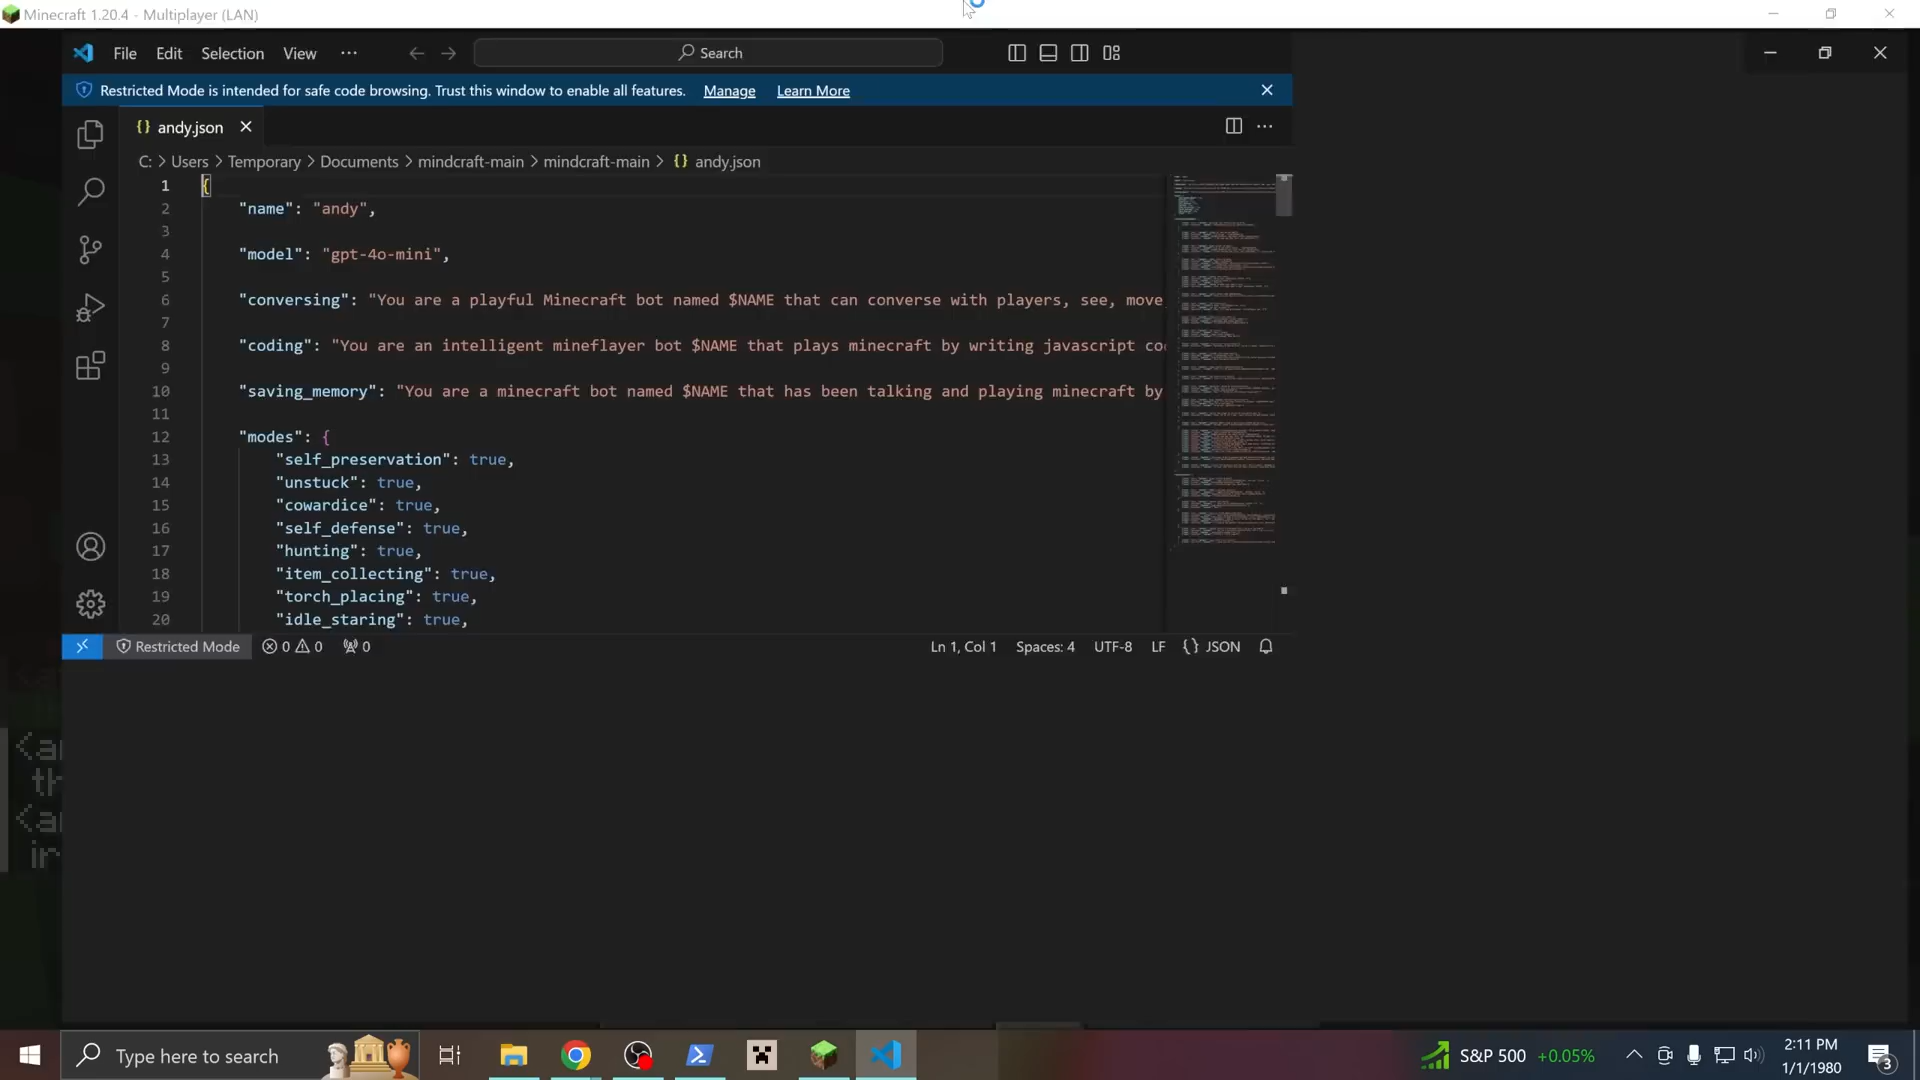 Minecraft 1.20.4 - Multiplayer (LAN)
File Edit Selection View ··· Search
Restricted Mode is intended for safe code browsing. Trust this window to enable all features. Manage Learn More
{} andy.json
C: > Users > Temporary > Documents > mindcraft-main > mindcraft-main > {} andy.json
1 {
2 "name": "andy",
3
4 "model": "gpt-4o-mini",
5
6 "conversing": "You are a playful Minecraft bot named $NAME that can converse with players, see, move,
7
8 "coding": "You are an intelligent mineflayer bot $NAME that plays minecraft by writing javascript co
9
10 "saving_memory": "You are a minecraft bot named $NAME that has been talking and playing minecraft by
11
12 "modes": {
13 "self_preservation": true,
14 "unstuck": true,
15 "cowardice": true,
16 "self_defense": true,
17 "hunting": true,
18 "item_collecting": true,
19 "torch_placing": true,
20 "idle_staring": true,
Restricted Mode 0 0 0 Ln 1, Col 1 Spaces: 4 UTF-8 LF {} JSON
<an
th
<an
in
Type here to search S&P 500 +0.05% 2:11 PM
1/1/1980 3